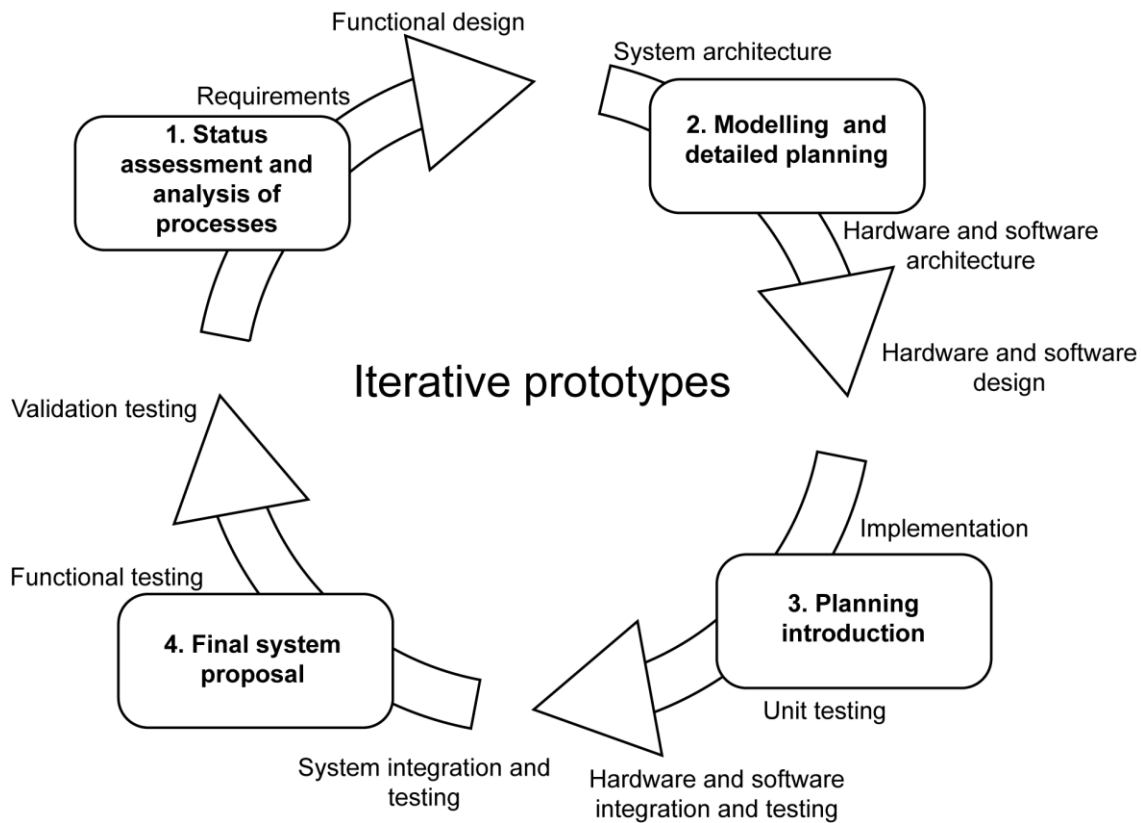 Functional design
Requirements
1. Status
assessment and
analysis of
processes
System architecture
2. Modelling and
detailed planning
Hardware and software
architecture
Hardware and software
design
Iterative prototypes
Implementation
3. Planning
introduction
Unit testing
Hardware and software
integration and testing
System integration and
testing
4. Final system
proposal
Functional testing
Validation testing